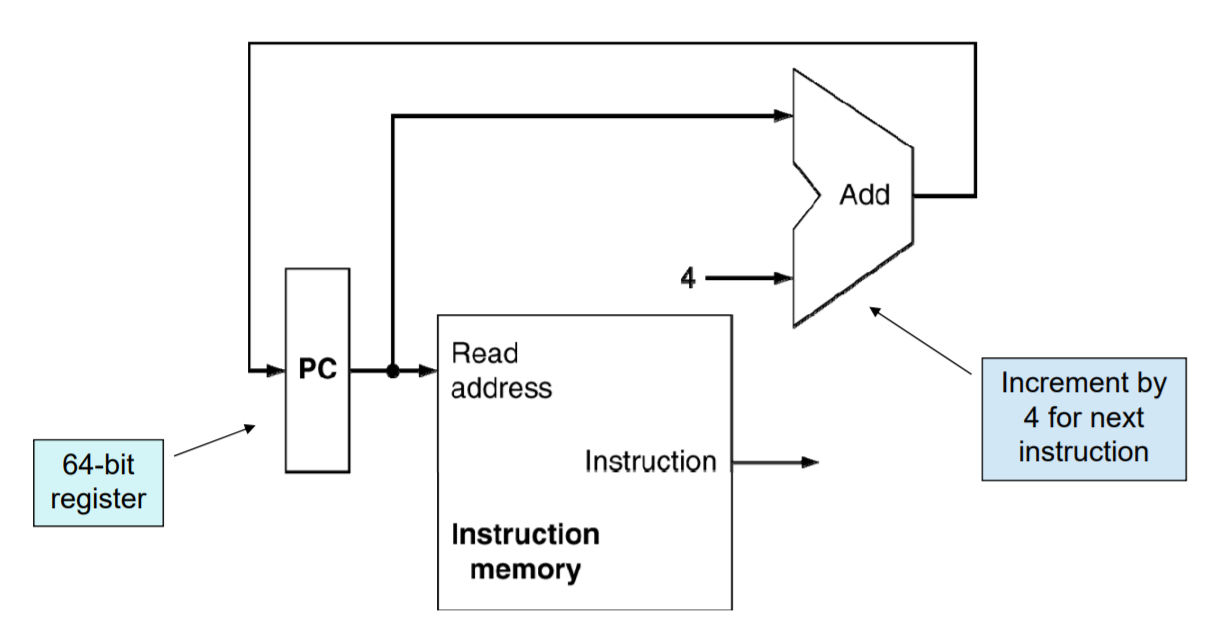 Add
4
PC
Read
address
Instruction
Instruction
memory
64-bit
register
Increment by
4 for next
instruction